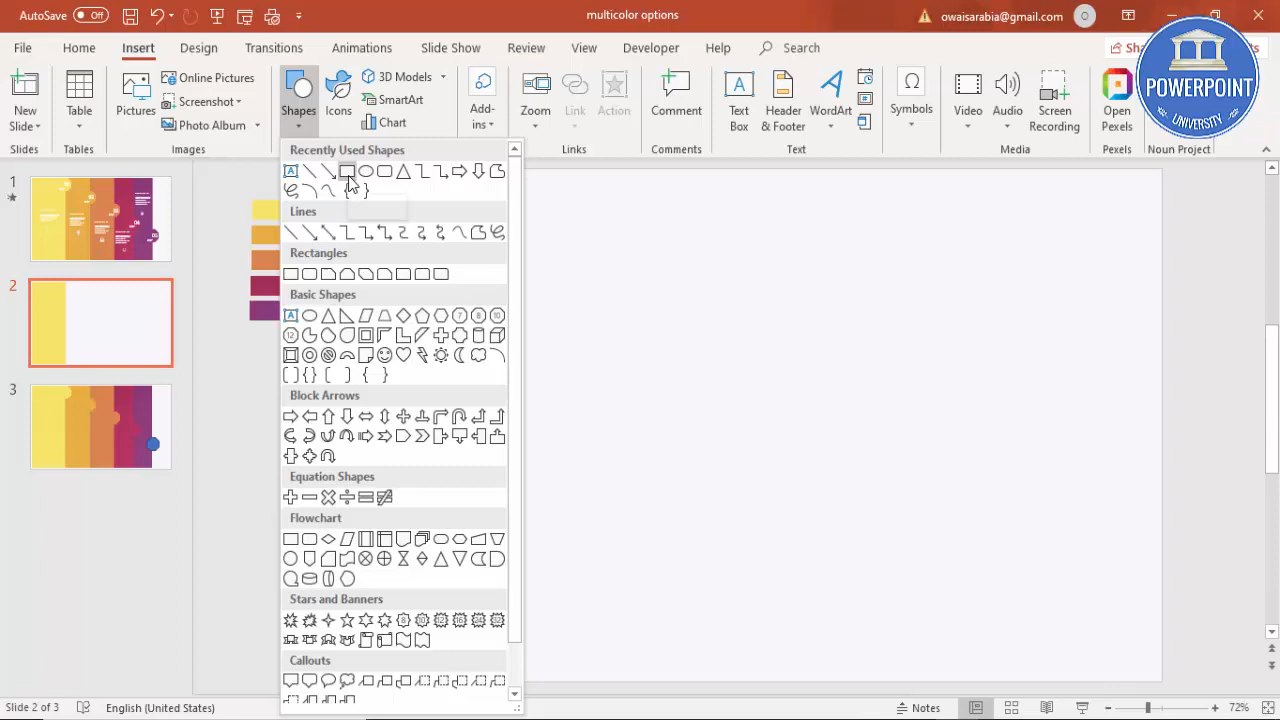 AutoSave Off
multicolor options
owaisarabia@gmail.com
File Home Insert Design Transitions Animations Slide Show Review View Developer Help Search
POWERPOINT
UNIVERSITY
New Slide
Table
Pictures
Online Pictures
Screenshot
Photo Album
Shapes
Icons
3D Models
SmartArt
Chart
Add-ins
Zoom
Link
Action
Comment
Text Box
Header & Footer
WordArt
Symbols
Video
Audio
Screen Recording
Open Pexels
Slides Tables Images Links Comments Text Media Pexels Noun Project
Recently Used Shapes
Lines
Rectangles
Basic Shapes
Block Arrows
Equation Shapes
Flowchart
Stars and Banners
Callouts
1
2
3
Slide 2 of 3
English (United States)
Notes
72%